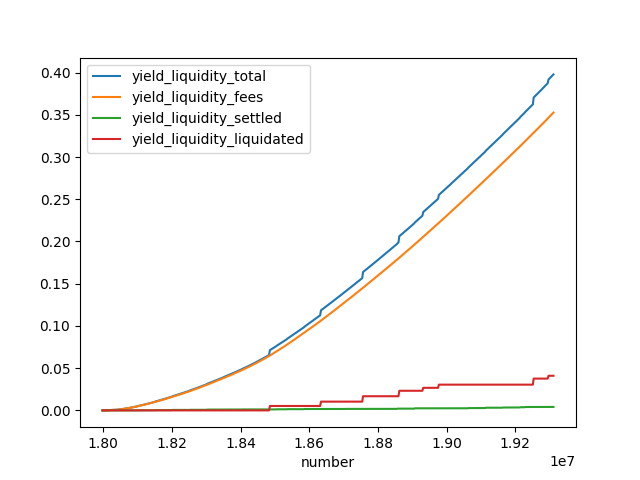 yield_liquidity_total
yield_liquidity_fees
yield_liquidity_settled
yield_liquidity_liquidated
0.40
0.35
0.30
0.25
0.20
0.15
0.10
0.05
0.00
1.80 1.82 1.84 1.86 1.88 1.90 1.92
1e7
number